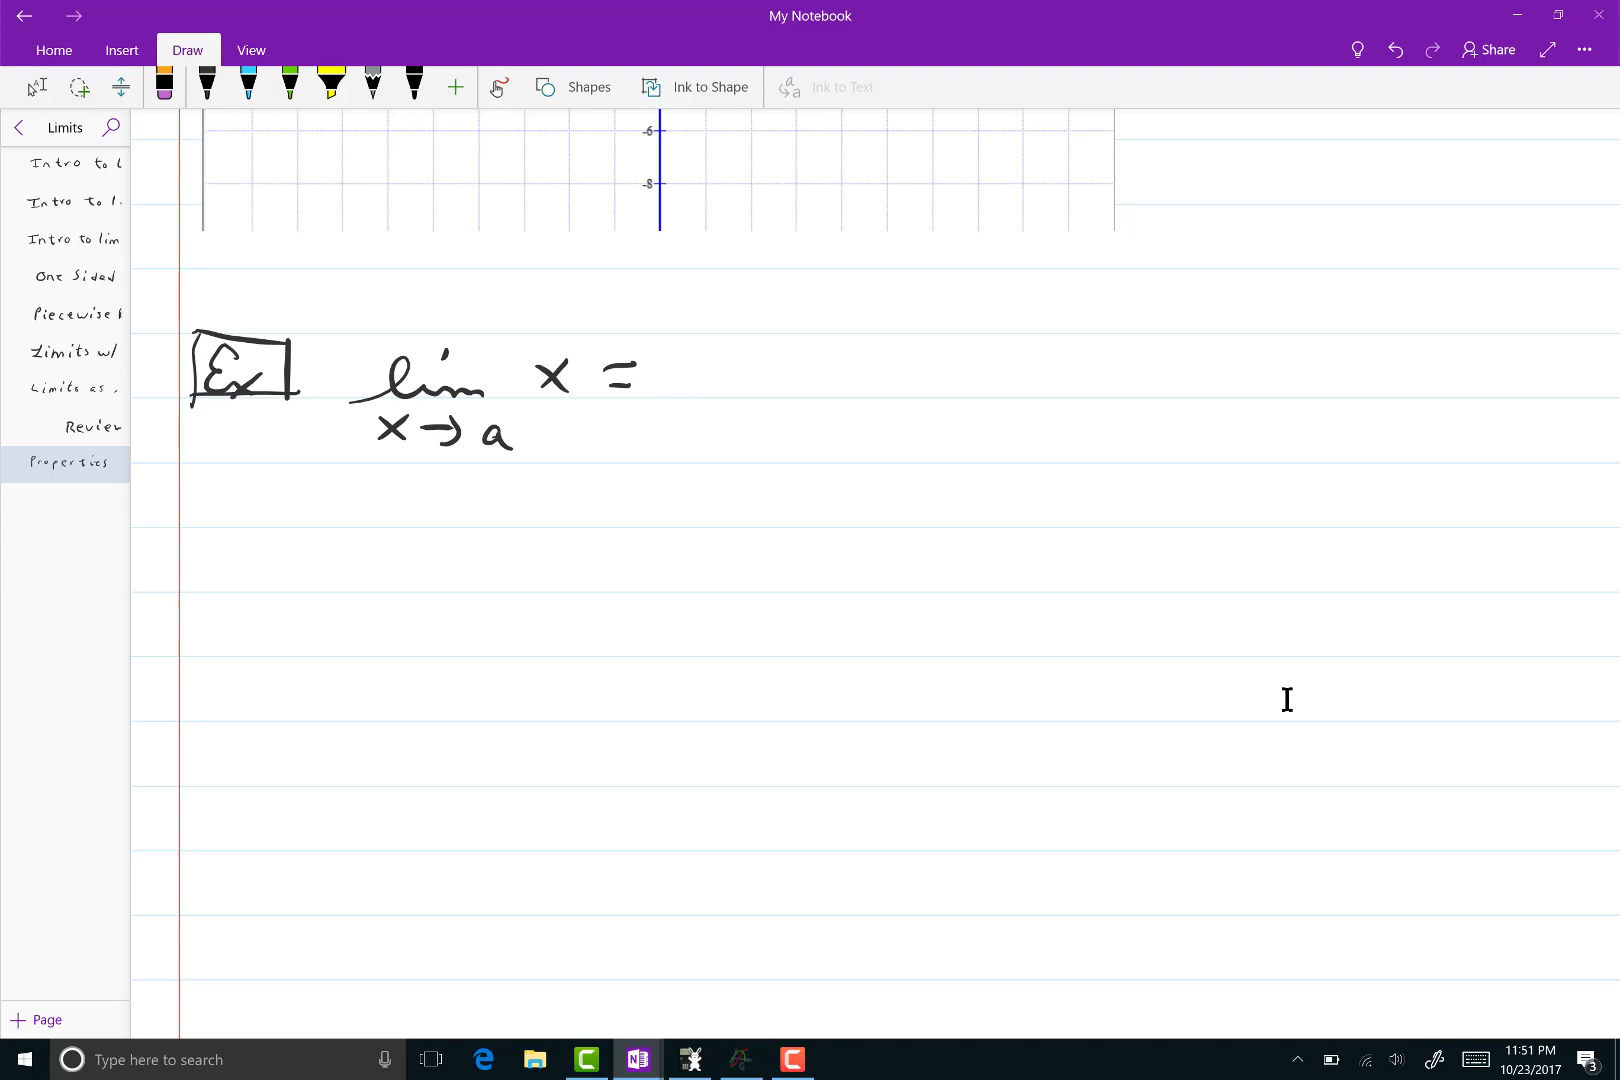 My Notebook
Home Insert Draw View Share
Shapes Ink to Shape Ink to Text
Limits
Intro to
Intro to
Intro to lim
One Sided
Piecewise
Limits w/
Limits as
Review
Properties
-6
-8
Ex lim x =
x → a
Page
Type here to search
11:51 PM
10/23/2017
3